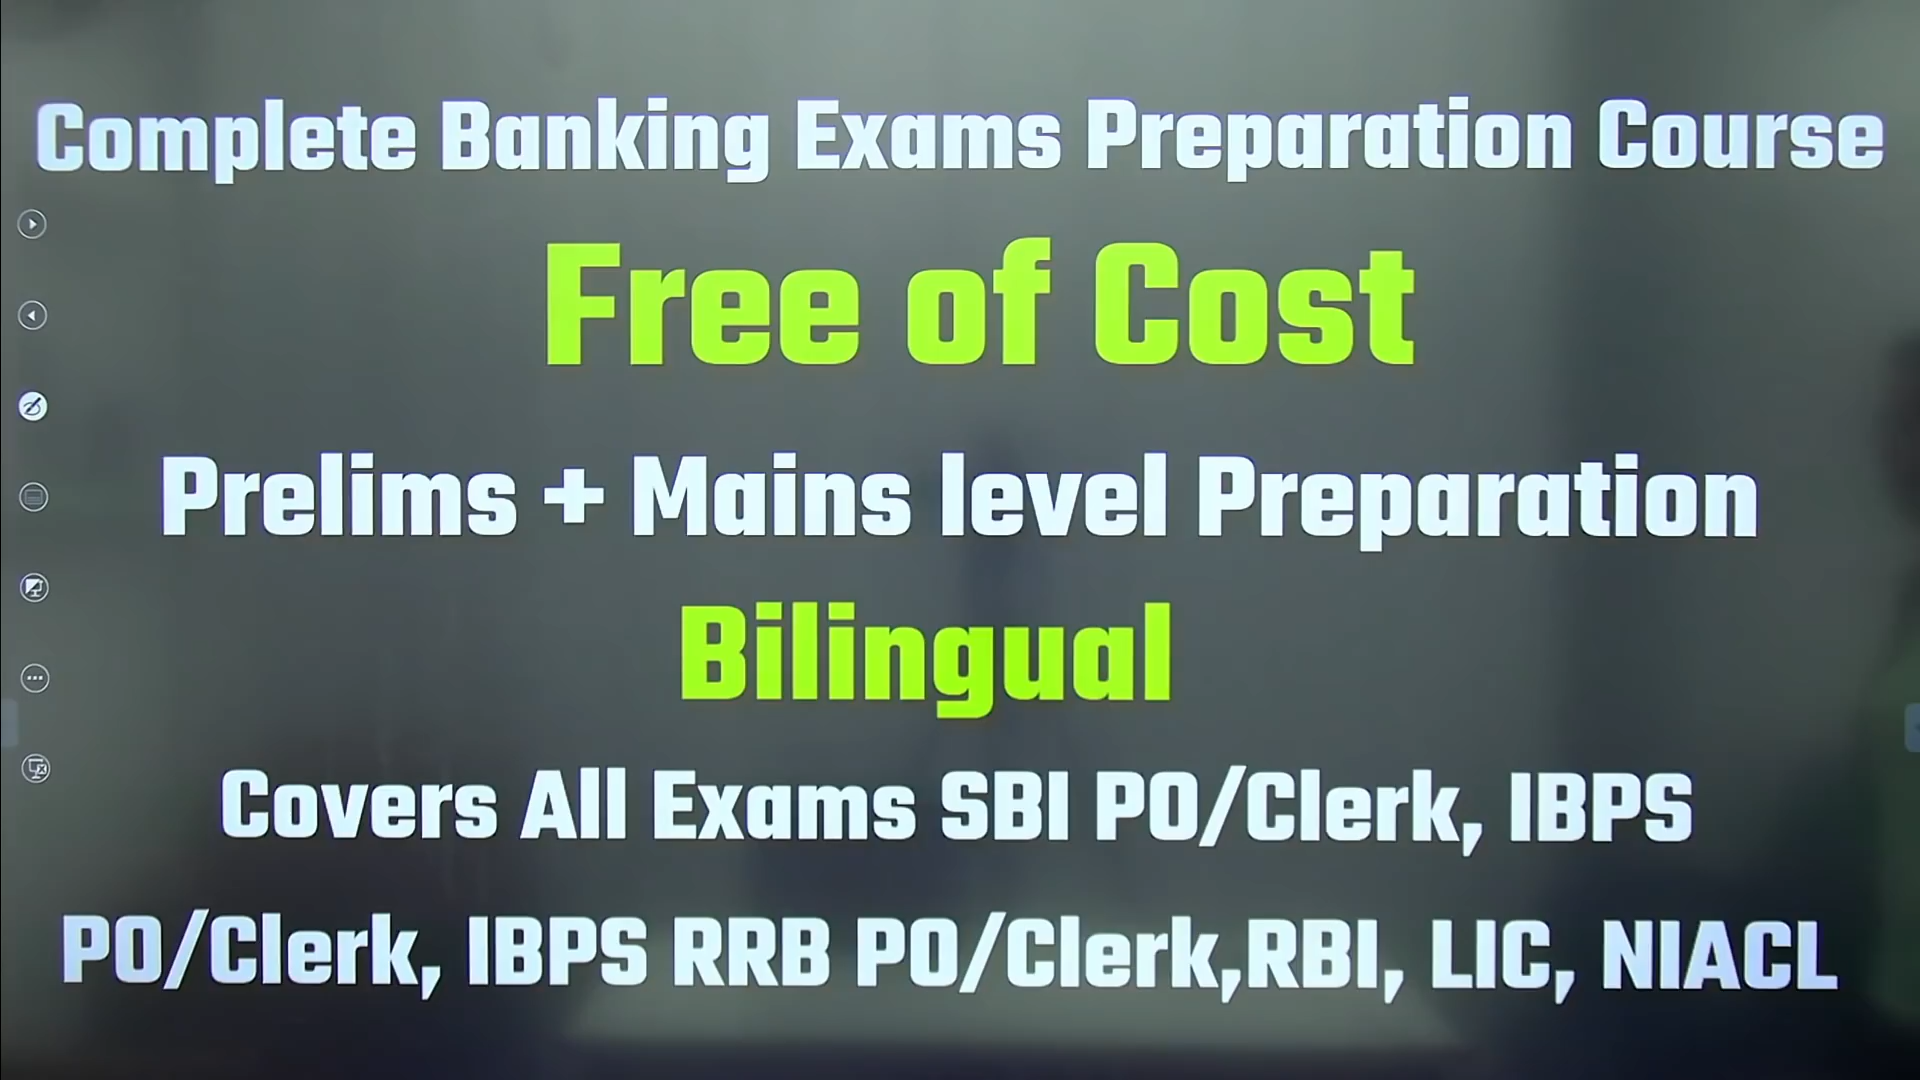 Complete Banking Exams Preparation Course
Free of Cost
Prelims + Mains level Preparation
Bilingual
Covers All Exams SBI PO/Clerk, IBPS
PO/Clerk, IBPS RRB PO/Clerk,RBI, LIC, NIACL